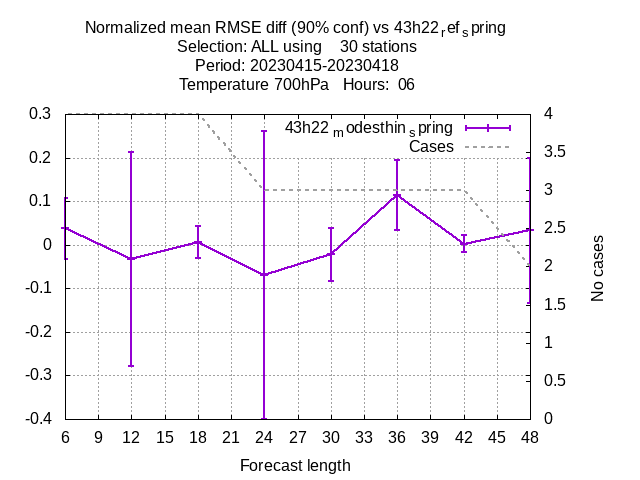 Normalized mean RMSE diff (90% conf) vs 43h22refspring
Selection: ALL using 30 stations
Period: 20230415-20230418
Temperature 700hPa Hours: 06
43h22modesthinspring
Cases
0.3
0.2
0.1
0
-0.1
-0.2
-0.3
-0.4
4
3.5
3
2.5
2
1.5
1
0.5
0
No cases
6 9 12 15 18 21 24 27 30 33 36 39 42 45 48
Forecast length